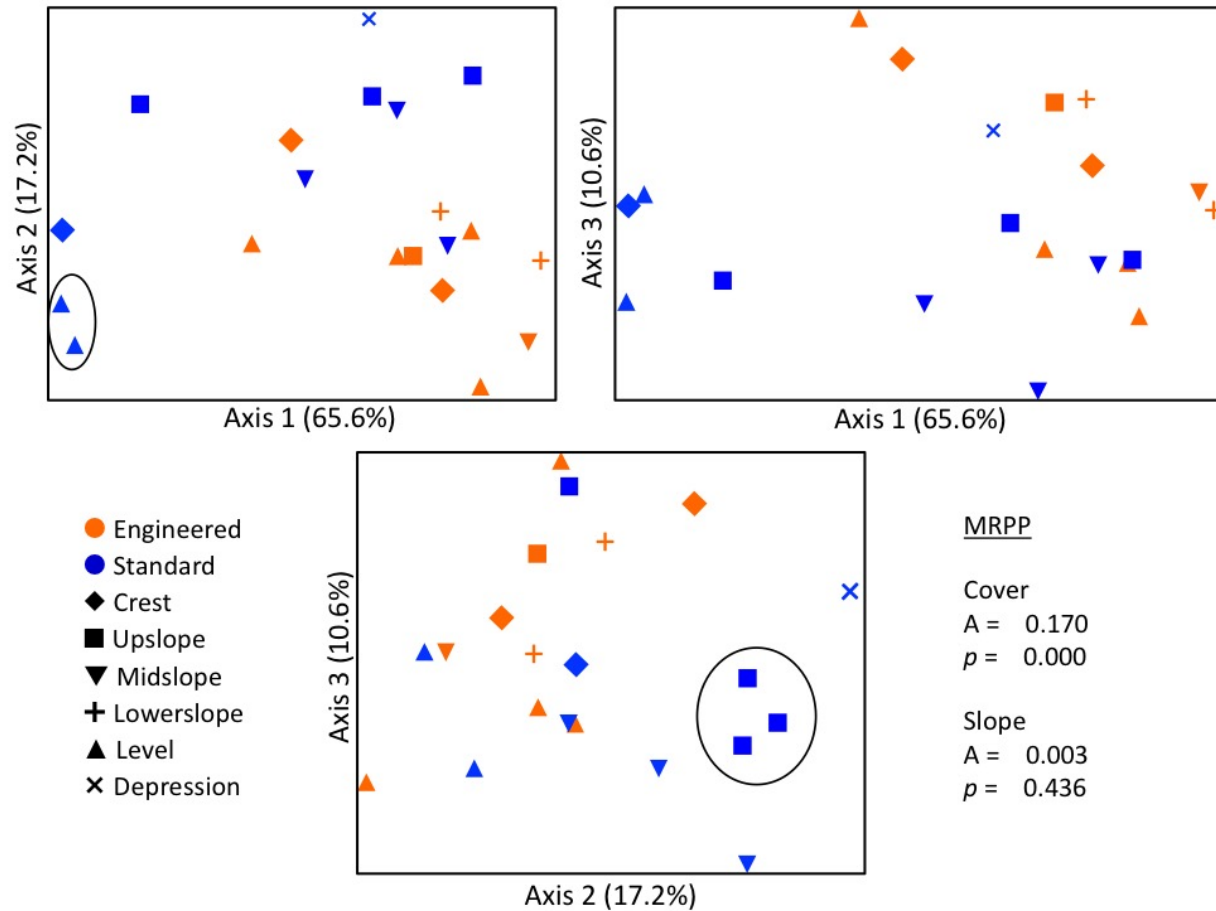 Axis 2 (17.2%)
Axis 1 (65.6%)
Axis 3 (10.6%)
Axis 1 (65.6%)
Engineered
Standard
Crest
Upslope
Midslope
Lowerslope
Level
Depression
Axis 3 (10.6%)
Axis 2 (17.2%)
MRPP
Cover
A = 0.170
p = 0.000
Slope
A = 0.003
p = 0.436